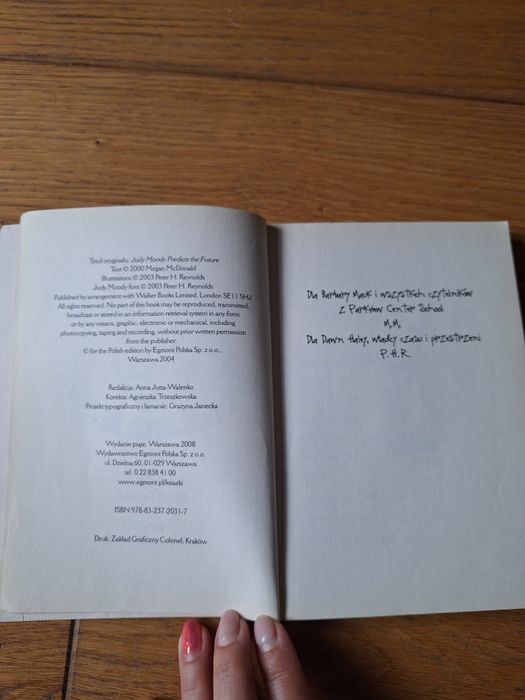 Tytuł oryginału: Judy Moody Predicts the Future
Text © 2000 Megan McDonald
Illustrations © 2003 Peter H. Reynolds
Judy Moody font © 2003 Peter H. Reynolds
Published by arrangement with Walker Books Limited, London SE11 5HJ
All rights reserved. No part of this book may be reproduced, transmitted,
broadcast or stored in an information retrieval system in any form
or by any means, graphic, electronic or mechanical, including
photocopying, taping and recording, without prior written permission
from the publisher.
© for the Polish edition by Egmont Polska Sp. z o.o.,
Warszawa 2004
Redakcja: Anna Jutta-Walenko
Korekta: Agnieszka Trzeszkowska
Projekt typograficzny i łamanie: Grażyna Janecka
Wydanie piąte, Warszawa 2008
Wydawnictwo Egmont Polska Sp. z o.o.
ul. Dzielna 60, 01-029 Warszawa
tel. 0 22 838 41 00
www.egmont.pl/ksiazki
ISBN 978-83-237-2031-7
Druk: Zakład Graficzny Colonel, Kraków
Dla Barbary Mauk i wszystkich czytelników
z Parkview Center School
M.M.
Dla Dawn Haley, władcy czasu i przestrzeni
P.H.R.